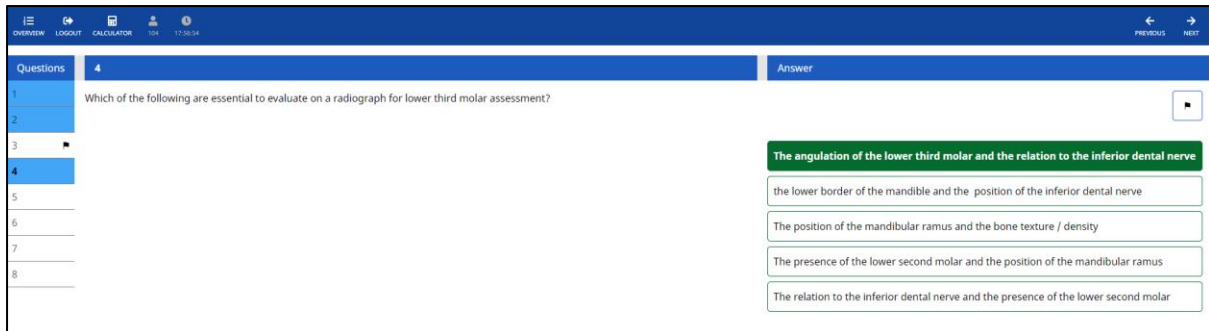 OVERVIEW LOGOUT CALCULATOR 104 17:56:54 PREVIOUS NEXT
Questions
1
2
3
4
5
6
7
8
4
Which of the following are essential to evaluate on a radiograph for lower third molar assessment?
Answer
The angulation of the lower third molar and the relation to the inferior dental nerve
the lower border of the mandible and the position of the inferior dental nerve
The position of the mandibular ramus and the bone texture / density
The presence of the lower second molar and the position of the mandibular ramus
The relation to the inferior dental nerve and the presence of the lower second molar